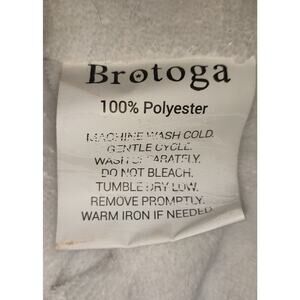 Brotoga
100% Polyester
MACHINE WASH COLD.
GENTLE CYCLE.
WASH SEPARATELY.
DO NOT BLEACH.
TUMBLE DRY LOW.
REMOVE PROMPTLY.
WARM IRON IF NEEDED.